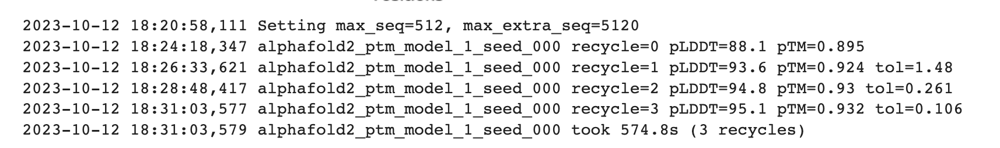 2023-10-12 18:20:58,111 Setting max_seq=512, max_extra_seq=5120
2023-10-12 18:24:18,347 alphafold2_ptm_model_1_seed_000 recycle=0 pLDDT=88.1 pTM=0.895
2023-10-12 18:26:33,621 alphafold2_ptm_model_1_seed_000 recycle=1 pLDDT=93.6 pTM=0.924 tol=1.48
2023-10-12 18:28:48,417 alphafold2_ptm_model_1_seed_000 recycle=2 pLDDT=94.8 pTM=0.93 tol=0.261
2023-10-12 18:31:03,577 alphafold2_ptm_model_1_seed_000 recycle=3 pLDDT=95.1 pTM=0.932 tol=0.106
2023-10-12 18:31:03,579 alphafold2_ptm_model_1_seed_000 took 574.8s (3 recycles)